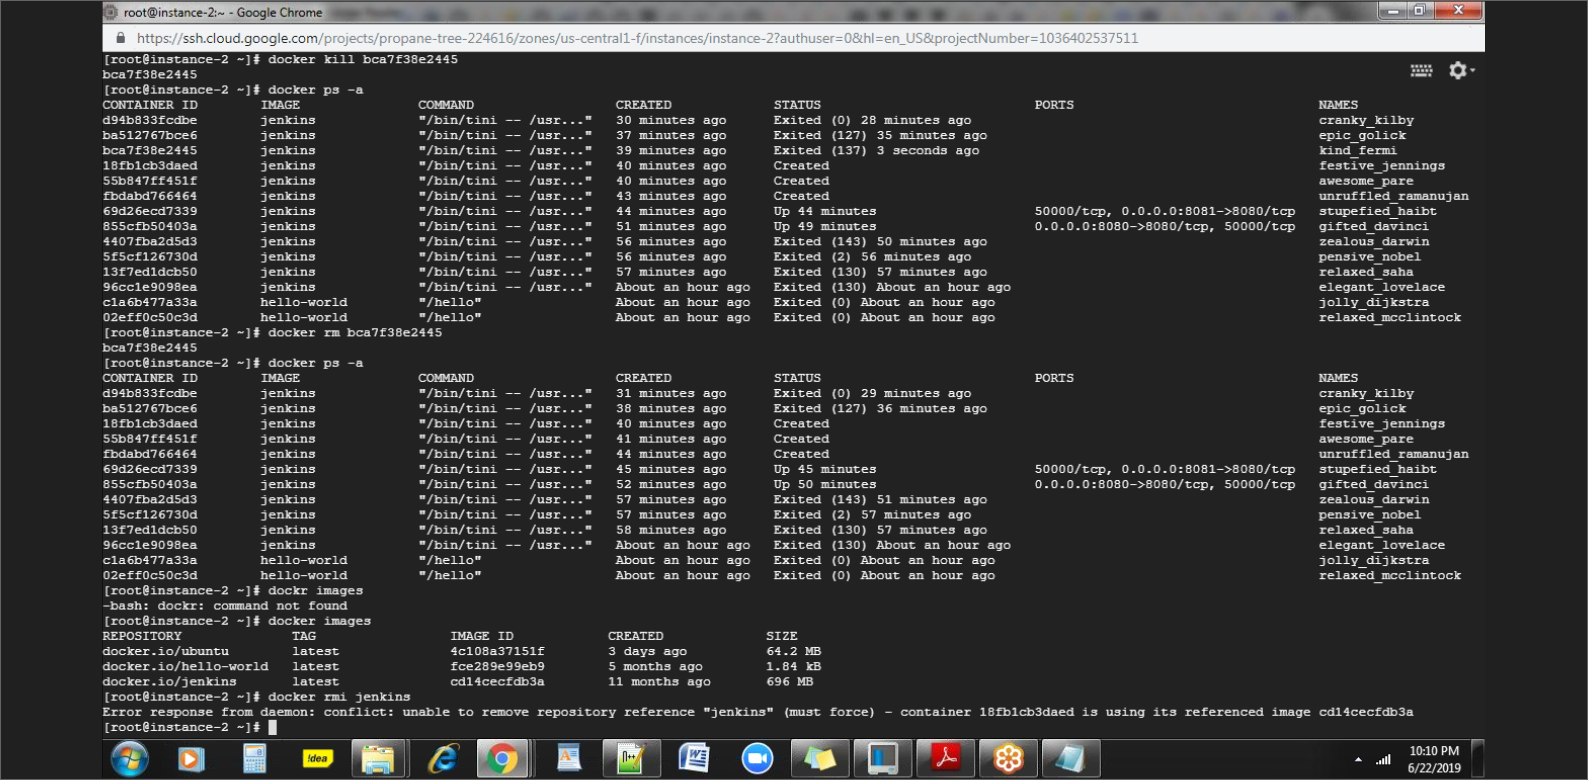 root@instance-2:~ - Google Chrome
https://ssh.cloud.google.com/projects/propane-tree-224616/zones/us-central1-f/instances/instance-2?authuser=0&hl=en_US&projectNumber=1036402537511
[root@instance-2 ~]# docker kill bca7f38e2445
bca7f38e2445
[root@instance-2 ~]# docker ps -a
CONTAINER ID IMAGE COMMAND CREATED STATUS PORTS NAMES
d94b833fcdbe jenkins "/bin/tini -- /usr..." 30 minutes ago Exited (0) 28 minutes ago cranky_kilby
ba512767bce6 jenkins "/bin/tini -- /usr..." 37 minutes ago Exited (127) 35 minutes ago epic_golick
bca7f38e2445 jenkins "/bin/tini -- /usr..." 39 minutes ago Exited (137) 3 seconds ago kind_fermi
18fb1cb3daed jenkins "/bin/tini -- /usr..." 40 minutes ago Created festive_jennings
55b847ff451f jenkins "/bin/tini -- /usr..." 40 minutes ago Created awesome_pare
fbdabd766464 jenkins "/bin/tini -- /usr..." 43 minutes ago Created unruffled_ramanujan
69d26ecd7339 jenkins "/bin/tini -- /usr..." 44 minutes ago Up 44 minutes 50000/tcp, 0.0.0.0:8081->8080/tcp stupefied_haibt
855cfb50403a jenkins "/bin/tini -- /usr..." 51 minutes ago Up 49 minutes 0.0.0.0:8080->8080/tcp, 50000/tcp gifted_davinci
4407fba2d5d3 jenkins "/bin/tini -- /usr..." 56 minutes ago Exited (143) 50 minutes ago zealous_darwin
5f5cf126730d jenkins "/bin/tini -- /usr..." 56 minutes ago Exited (2) 56 minutes ago pensive_nobel
13f7ed1dcb50 jenkins "/bin/tini -- /usr..." 57 minutes ago Exited (130) 57 minutes ago relaxed_saha
96cc1e9098ea jenkins "/bin/tini -- /usr..." About an hour ago Exited (130) About an hour ago elegant_lovelace
c1a6b477a33a hello-world "/hello" About an hour ago Exited (0) About an hour ago jolly_dijkstra
02eff0c50c3d hello-world "/hello" About an hour ago Exited (0) About an hour ago relaxed_mcclintock
[root@instance-2 ~]# docker rm bca7f38e2445
bca7f38e2445
[root@instance-2 ~]# docker ps -a
CONTAINER ID IMAGE COMMAND CREATED STATUS PORTS NAMES
d94b833fcdbe jenkins "/bin/tini -- /usr..." 31 minutes ago Exited (0) 29 minutes ago cranky_kilby
ba512767bce6 jenkins "/bin/tini -- /usr..." 38 minutes ago Exited (127) 36 minutes ago epic_golick
18fb1cb3daed jenkins "/bin/tini -- /usr..." 40 minutes ago Created festive_jennings
55b847ff451f jenkins "/bin/tini -- /usr..." 41 minutes ago Created awesome_pare
fbdabd766464 jenkins "/bin/tini -- /usr..." 44 minutes ago Created unruffled_ramanujan
69d26ecd7339 jenkins "/bin/tini -- /usr..." 45 minutes ago Up 45 minutes 50000/tcp, 0.0.0.0:8081->8080/tcp stupefied_haibt
855cfb50403a jenkins "/bin/tini -- /usr..." 52 minutes ago Up 50 minutes 0.0.0.0:8080->8080/tcp, 50000/tcp gifted_davinci
4407fba2d5d3 jenkins "/bin/tini -- /usr..." 57 minutes ago Exited (143) 51 minutes ago zealous_darwin
5f5cf126730d jenkins "/bin/tini -- /usr..." 57 minutes ago Exited (2) 57 minutes ago pensive_nobel
13f7ed1dcb50 jenkins "/bin/tini -- /usr..." 58 minutes ago Exited (130) 57 minutes ago relaxed_saha
96cc1e9098ea jenkins "/bin/tini -- /usr..." About an hour ago Exited (130) About an hour ago elegant_lovelace
c1a6b477a33a hello-world "/hello" About an hour ago Exited (0) About an hour ago jolly_dijkstra
02eff0c50c3d hello-world "/hello" About an hour ago Exited (0) About an hour ago relaxed_mcclintock
[root@instance-2 ~]# dockr images
-bash: dockr: command not found
[root@instance-2 ~]# docker images
REPOSITORY TAG IMAGE ID CREATED SIZE
docker.io/ubuntu latest 4c108a37151f 3 days ago 64.2 MB
docker.io/hello-world latest fce289e99eb9 5 months ago 1.84 kB
docker.io/jenkins latest cd14cecfdb3a 11 months ago 696 MB
[root@instance-2 ~]# docker rmi jenkins
Error response from daemon: conflict: unable to remove repository reference "jenkins" (must force) - container 18fb1cb3daed is using its referenced image cd14cecfdb3a
[root@instance-2 ~]#
!dea
10:10 PM
6/22/2019